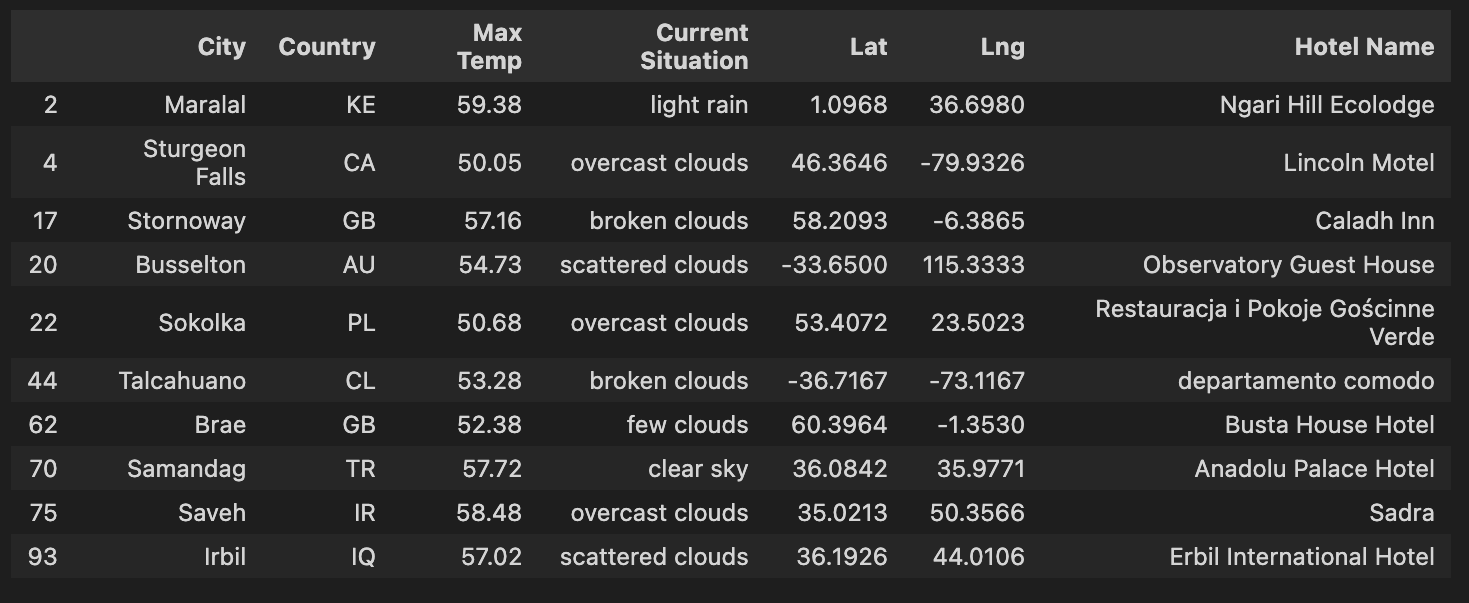 City Country Max Temp Current Situation Lat Lng Hotel Name
2 Maralal KE 59.38 light rain 1.0968 36.6980 Ngari Hill Ecolodge
4 Sturgeon Falls CA 50.05 overcast clouds 46.3646 -79.9326 Lincoln Motel
17 Stornoway GB 57.16 broken clouds 58.2093 -6.3865 Caladh Inn
20 Busselton AU 54.73 scattered clouds -33.6500 115.3333 Observatory Guest House
22 Sokolka PL 50.68 overcast clouds 53.4072 23.5023 Restauracja i Pokoje Gościnne Verde
44 Talcahuano CL 53.28 broken clouds -36.7167 -73.1167 departamento comodo
62 Brae GB 52.38 few clouds 60.3964 -1.3530 Busta House Hotel
70 Samandag TR 57.72 clear sky 36.0842 35.9771 Anadolu Palace Hotel
75 Saveh IR 58.48 overcast clouds 35.0213 50.3566 Sadra
93 Irbil IQ 57.02 scattered clouds 36.1926 44.0106 Erbil International Hotel